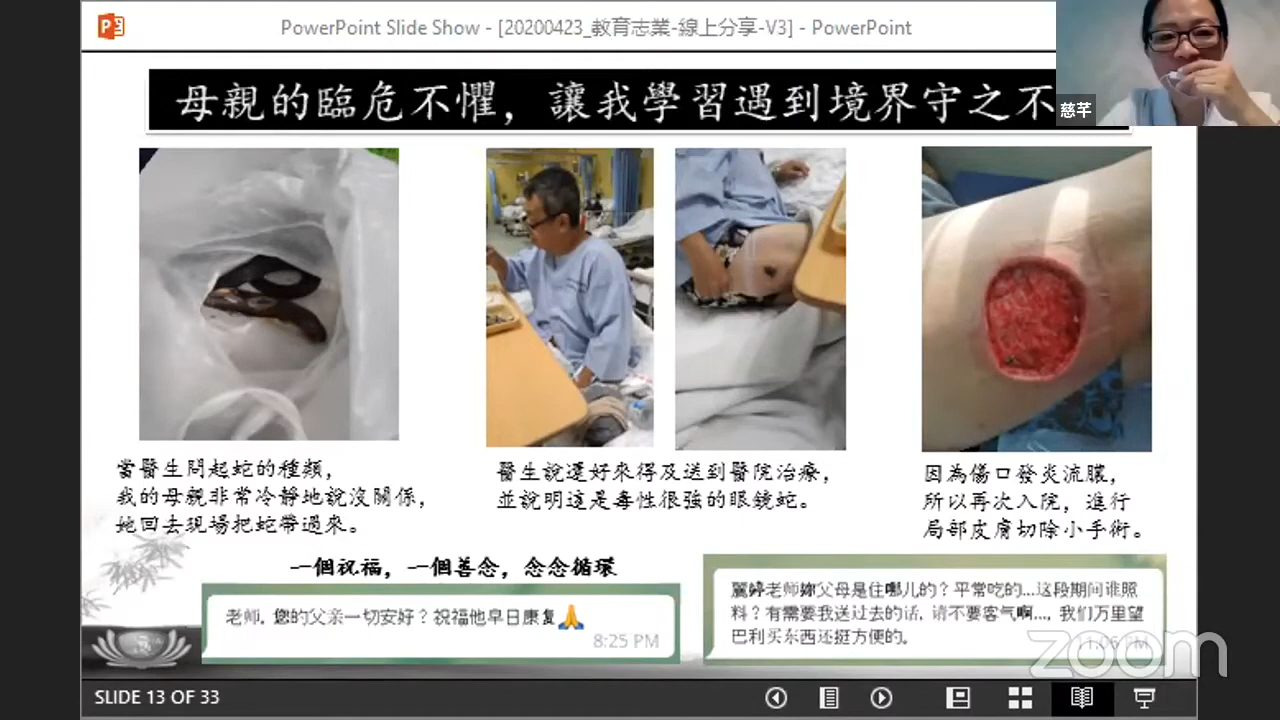 PowerPoint Slide Show - [20200423_教育志業-線上分享-V3] - PowerPoint
母親的臨危不懼，讓我學習遇到境界守之不
慈芊
當醫生問起蛇的種類，
我的母親非常冷靜地說沒關係，
她回去現場把蛇帶過來。
醫生說還好來得及送到醫院治療，
並說明這是毒性很強的眼鏡蛇。
因為傷口發炎流膿，
所以再次入院，進行
局部皮膚切除小手術。
一個祝福，一個善念，念念循環
老师，您的父亲一切安好？祝福他早日康复🙏
8:25 PM
麗婷老师妳父母是住哪儿的？平常吃的...这段期间谁照
料？有需要我送过去的话，请不要客气啊...，我们万里望
巴利买东西还挺方便的。
11:06 PM
zoom
SLIDE 13 OF 33